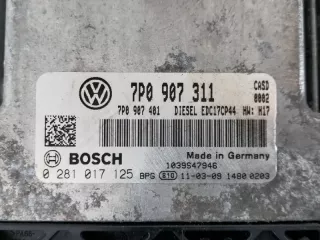 7P0 907 311 CASD
0002
7P0 907 401 DIESEL EDC17CP44 HW: H17
BOSCH
Made in Germany
1039S47946
0 281 017 125 BPG 610 11-03-09 1480 0203